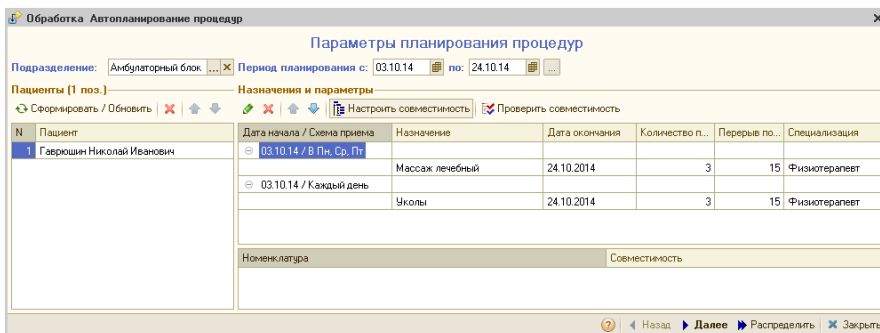 Обработка Автопланирование процедур
Параметры планирования процедур
Подразделение: Амбулаторный блок ... Период планирования с: 03.10.14 по: 24.10.14 ...
Пациенты (1 поз.) Назначения и параметры
Сформировать / Обновить Настроить совместимость Проверить совместимость
N Пациент Дата начала / Схема приема Назначение Дата окончания Количество п... Перерыв по... Специализация
1 Гаврюшин Николай Иванович 03.10.14 / В Пн, Ср, Пт
Массаж лечебный 24.10.2014 3 15 Физиотерапевт
03.10.14 / Каждый день
Уколы 24.10.2014 3 15 Физиотерапевт
Номенклатура Совместимость
? Назад Далее Распределить Закрыть